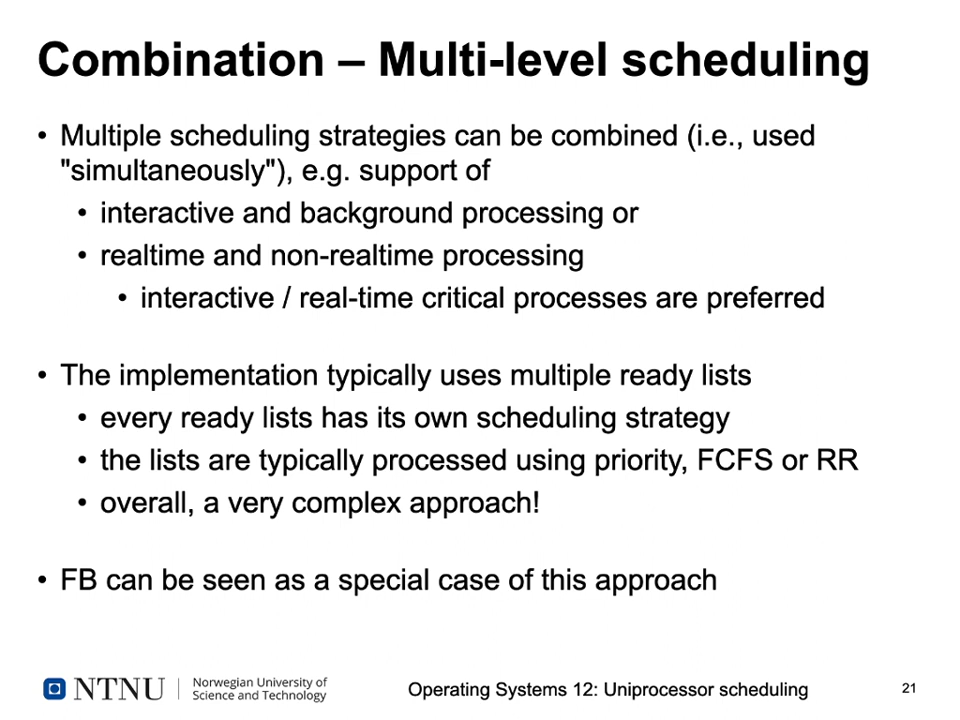 Combination – Multi-level scheduling
• Multiple scheduling strategies can be combined (i.e., used
"simultaneously"), e.g. support of
• interactive and background processing or
• realtime and non-realtime processing
• interactive / real-time critical processes are preferred
• The implementation typically uses multiple ready lists
• every ready lists has its own scheduling strategy
• the lists are typically processed using priority, FCFS or RR
• overall, a very complex approach!
• FB can be seen as a special case of this approach
NTNU
Norwegian University of
Science and Technology
Operating Systems 12: Uniprocessor scheduling
21